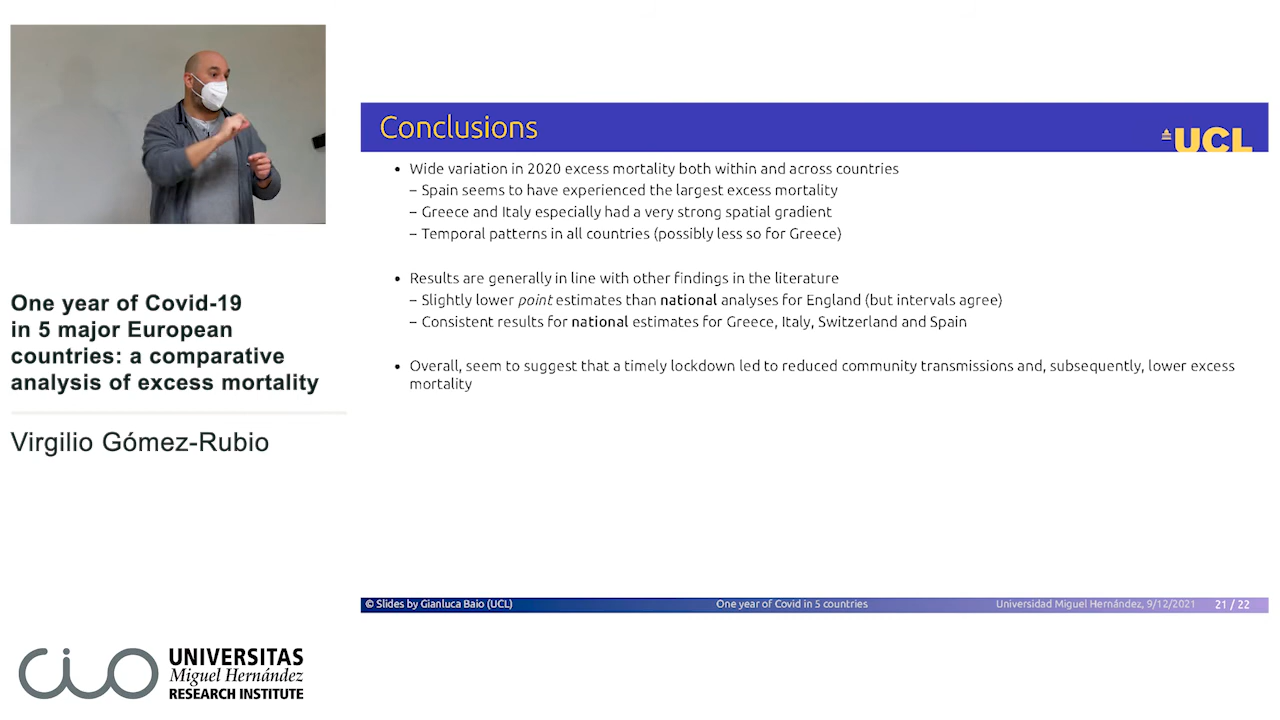 One year of Covid-19
in 5 major European
countries: a comparative
analysis of excess mortality
Virgilio Gómez-Rubio
Conclusions
UCL
• Wide variation in 2020 excess mortality both within and across countries
– Spain seems to have experienced the largest excess mortality
– Greece and Italy especially had a very strong spatial gradient
– Temporal patterns in all countries (possibly less so for Greece)
• Results are generally in line with other findings in the literature
– Slightly lower point estimates than national analyses for England (but intervals agree)
– Consistent results for national estimates for Greece, Italy, Switzerland and Spain
• Overall, seem to suggest that a timely lockdown led to reduced community transmissions and, subsequently, lower excess
mortality
© Slides by Gianluca Baio (UCL)
One year of Covid in 5 countries
Universidad Miguel Hernández, 9/12/2021
21 / 22
CIO
UNIVERSITAS
Miguel Hernández
RESEARCH INSTITUTE